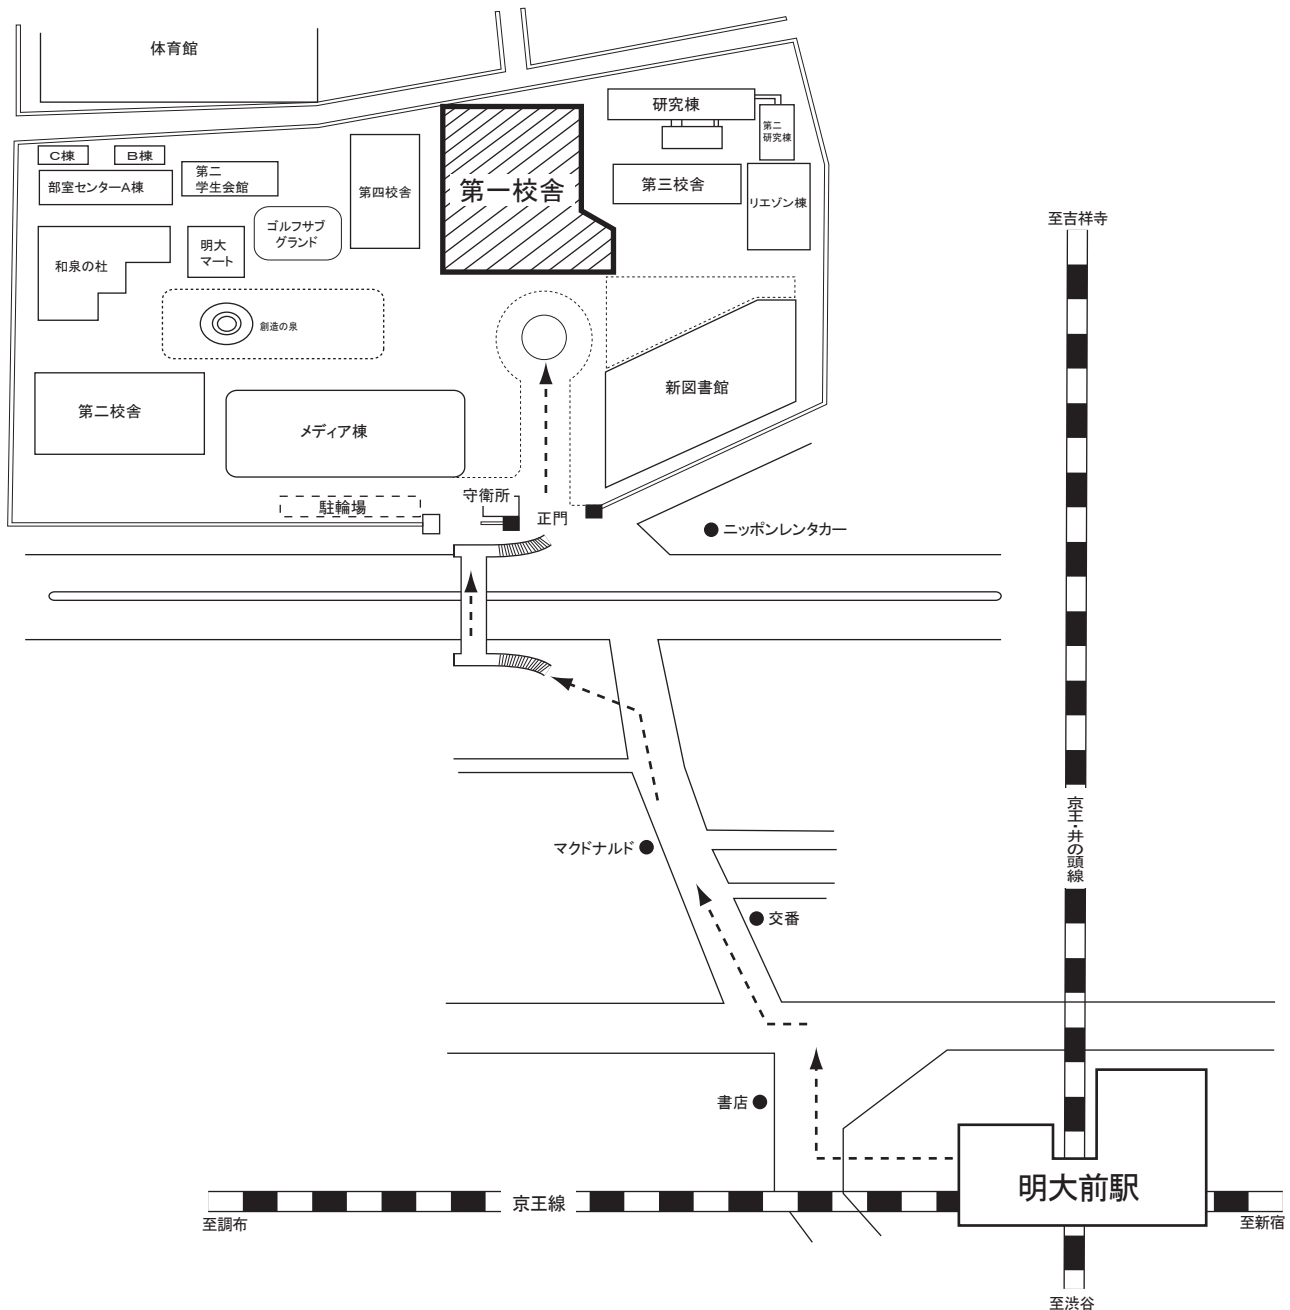 体育館
研究棟
第二
研究棟
C棟
B棟
部室センターA棟
第二
学生会館
第四校舎
第一校舎
第三校舎
リエゾン棟
ゴルフサブ
グランド
明大
マート
和泉の杜
創造の泉
新図書館
第二校舎
メディア棟
駐輪場
守衛所
正門
ニッポンレンタカー
至吉祥寺
京王・井の頭線
マクドナルド
交番
書店
明大前駅
京王線
至調布
至新宿
至渋谷